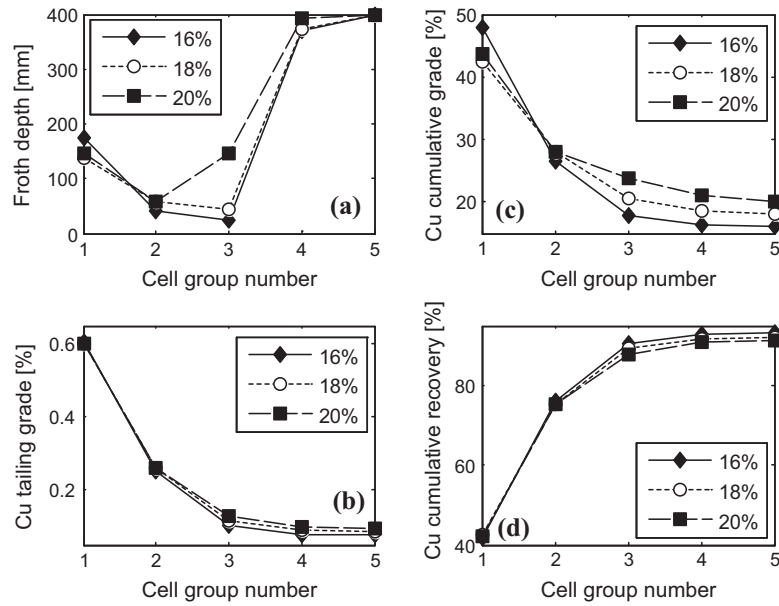 Froth depth [mm]
400
300
200
100
0
16%
18%
20%
(a)
1 2 3 4 5
Cell group number
Cu cumulative grade [%]
50
40
30
20
16%
18%
20%
(c)
1 2 3 4 5
Cell group number
Cu tailing grade [%]
0.6
0.4
0.2
16%
18%
20%
(b)
1 2 3 4 5
Cell group number
Cu cumulative recovery [%]
80
60
40
16%
18%
20%
(d)
1 2 3 4 5
Cell group number